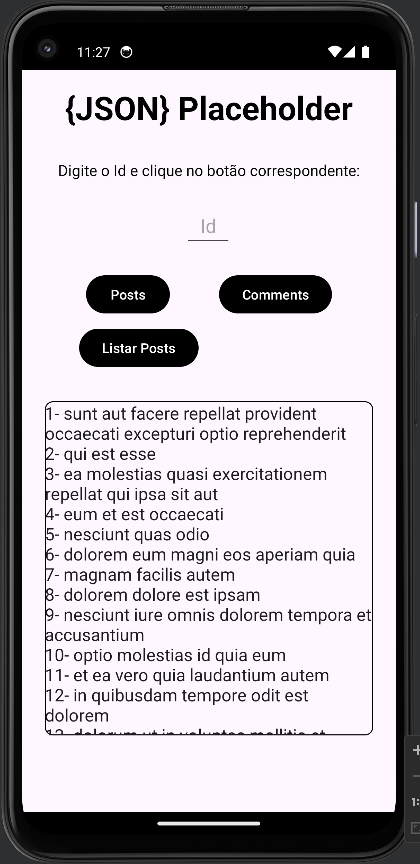 11:27
{JSON} Placeholder
Digite o Id e clique no botão correspondente:
Id
Posts
Comments
Listar Posts
1- sunt aut facere repellat provident
occaecati excepturi optio reprehenderit
2- qui est esse
3- ea molestias quasi exercitationem
repellat qui ipsa sit aut
4- eum et est occaecati
5- nesciunt quas odio
6- dolorem eum magni eos aperiam quia
7- magnam facilis autem
8- dolorem dolore est ipsam
9- nesciunt iure omnis dolorem tempora et
accusantium
10- optio molestias id quia eum
11- et ea vero quia laudantium autem
12- in quibusdam tempore odit est
dolorem
1: